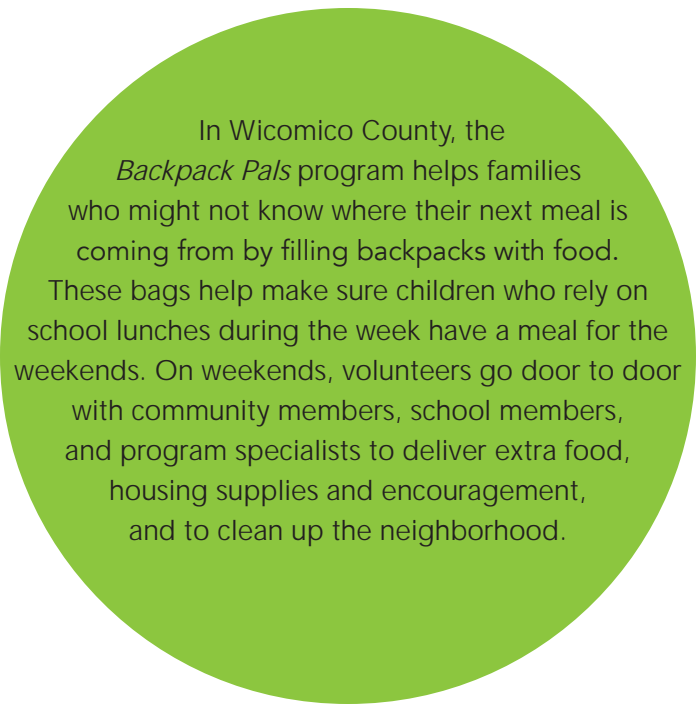 In Wicomico County, the
Backpack Pals program helps families
who might not know where their next meal is
coming from by filling backpacks with food.
These bags help make sure children who rely on
school lunches during the week have a meal for the
weekends. On weekends, volunteers go door to door
with community members, school members,
and program specialists to deliver extra food,
housing supplies and encouragement,
and to clean up the neighborhood.